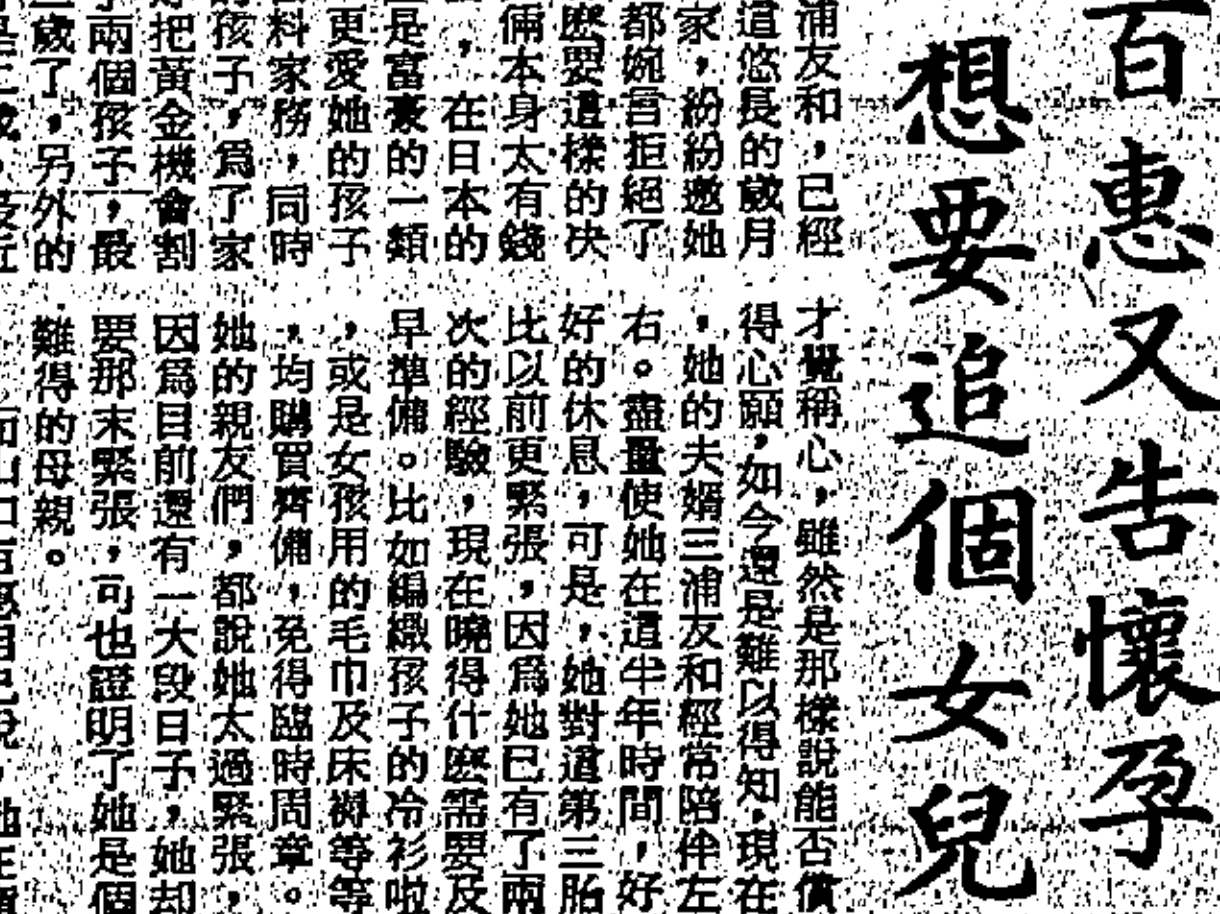 百惠又告懷孕
想要追個女兒
浦友和，已經
這悠長的歲月
家，紛紛邀她
都婉言拒絕了
麽要這樣的决
倆本身太有錢
，在日本的
是富豪的一類
更愛她的孩子
料家務，同時
孩子，爲了家
把黃金機會割
兩個孩子，最
歲了，另外的
才覺稱心，雖然是那樣說能否償
得心願，如今還是難以得知，現在
，她的夫婿三浦友和經常陪伴左
右。盡量使她在這半年時間，好
好的休息，可是，她對這第三胎
比以前更緊張，因爲她已有了兩
次的經驗，現在曉得什麽需要及
早準備。比如編織孩子的冷衫啦
，或是女孩用的毛巾及床褥等等
，均購買齊備，免得臨時周章。
她的親友們，都說她太過緊張，
因爲目前還有一大段日子，她却
要那末緊張，可也證明了她是個
難得的母親。